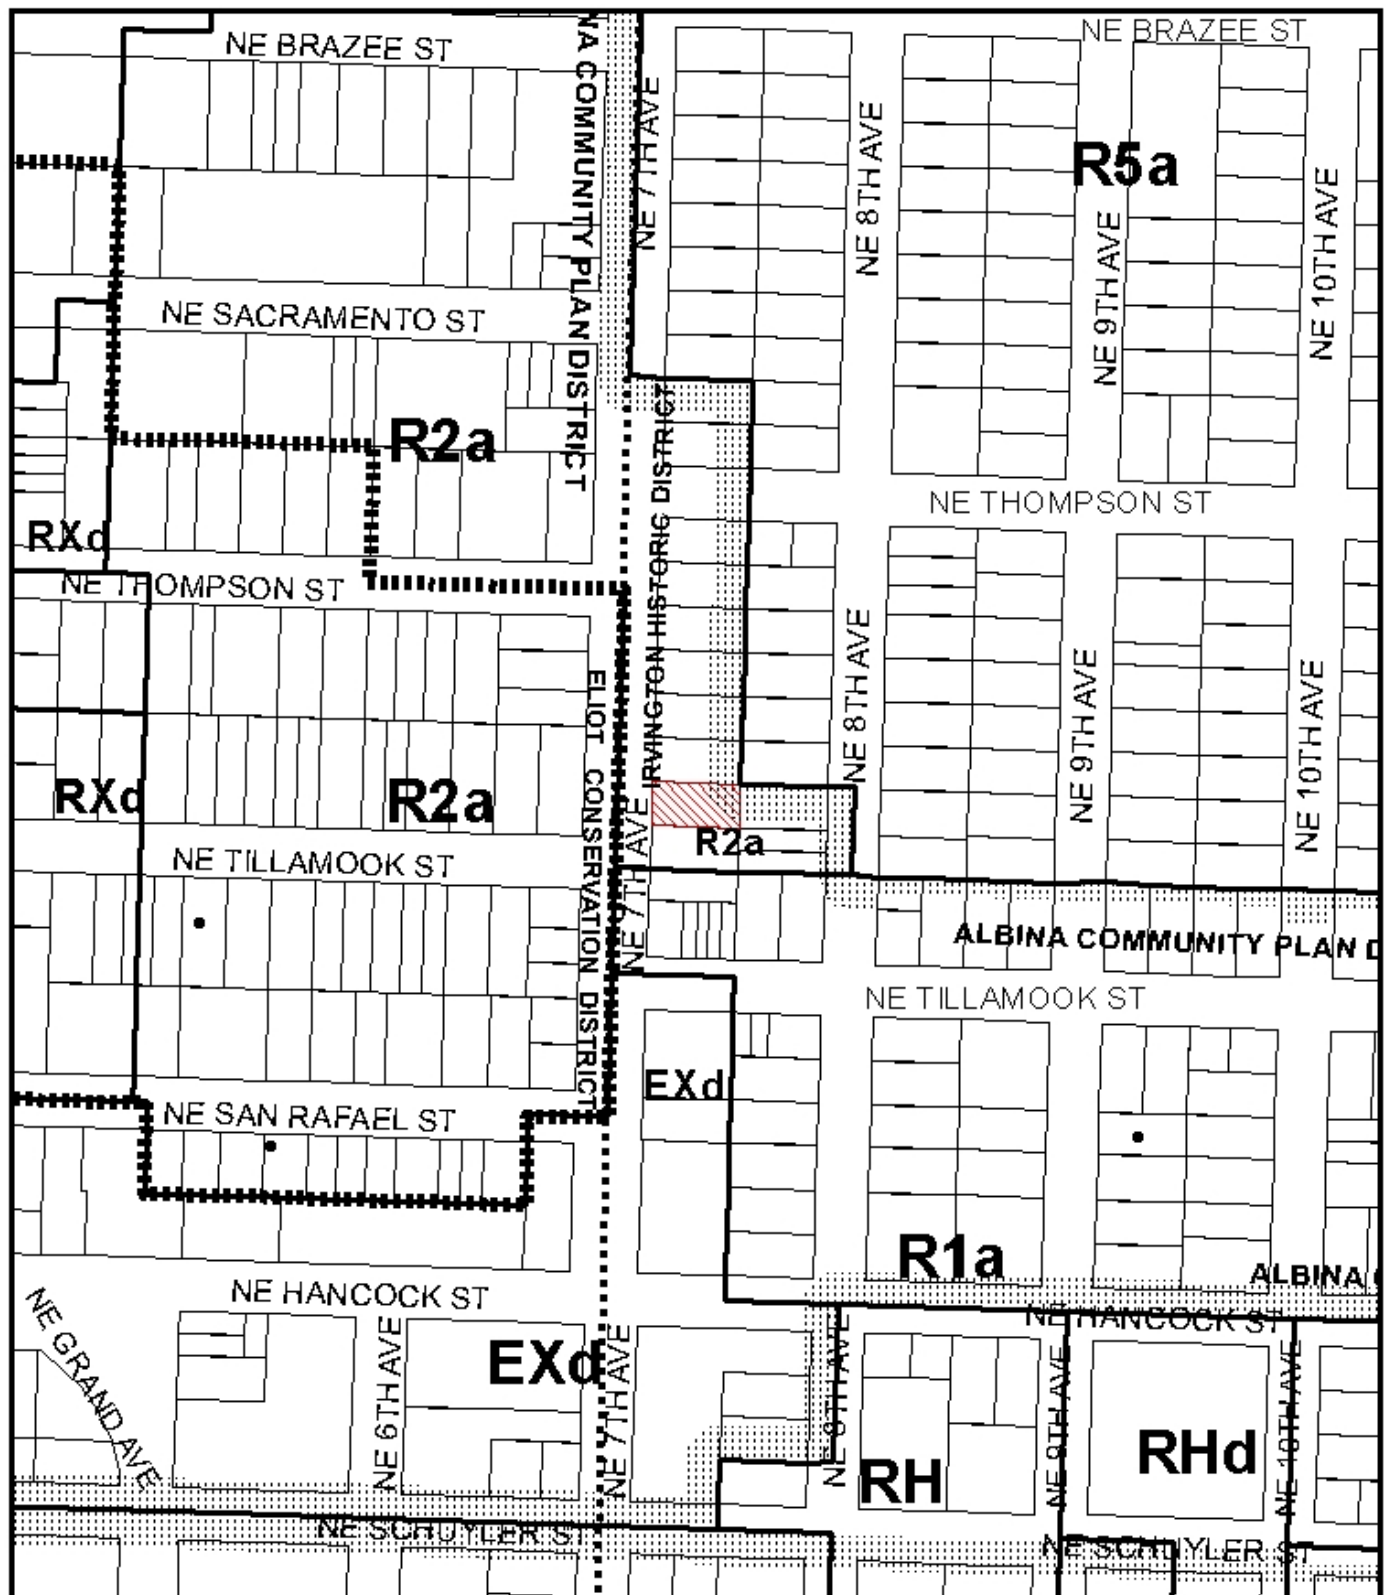 NE BRAZEE ST
NE BRAZEE ST
NA COMMUNITY PLAN DISTRICT
NE 7TH AVE
NE 8TH AVE
R5a
NE 9TH AVE
NE 10TH AVE
NE SACRAMENTO ST
R2a
IRVINGTON HISTORIC DISTRICT
NE THOMPSON ST
RXd
NE THOMPSON ST
ELIOT CONSERVATION DISTRICT
NE 8TH AVE
NE 9TH AVE
NE 10TH AVE
RXd
R2a
NE 7TH AVE
R2a
NE TILLAMOOK ST
ALBINA COMMUNITY PLAN D
NE TILLAMOOK ST
EXd
NE SAN RAFAEL ST
R1a
ALBINA
NE HANCOCK ST
NE HANCOCK ST
NE GRAND AVE
NE 6TH AVE
EXd
NE 7TH AVE
NE 8TH AVE
NE 9TH AVE
NE 10TH AVE
RH
RHd
NE SCHUYLER ST
NE SCHUYLER ST